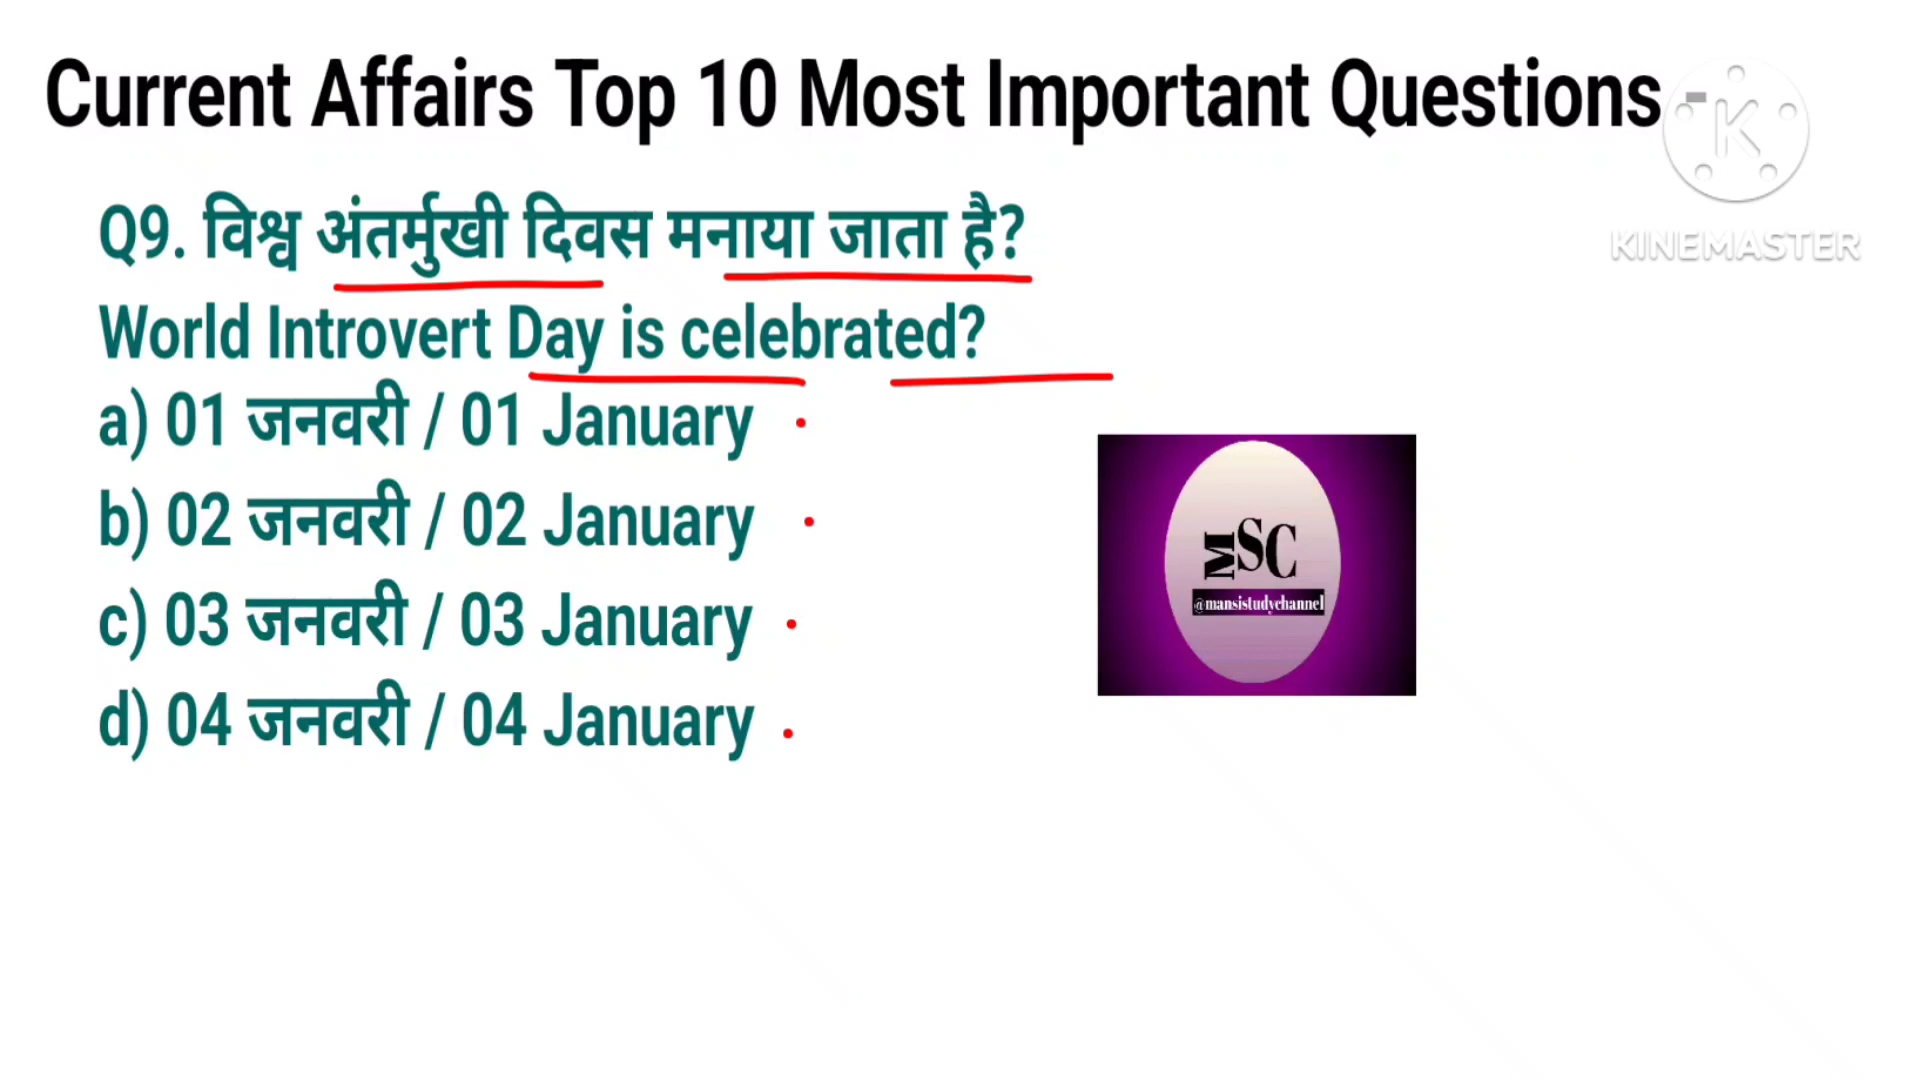 Current Affairs Top 10 Most Important Questions -
KINEMASTER
Q9. विश्व अंतर्मुखी दिवस मनाया जाता है?
World Introvert Day is celebrated?
a) 01 जनवरी / 01 January
b) 02 जनवरी / 02 January
c) 03 जनवरी / 03 January
d) 04 जनवरी / 04 January
MSC
@mansistudychannel